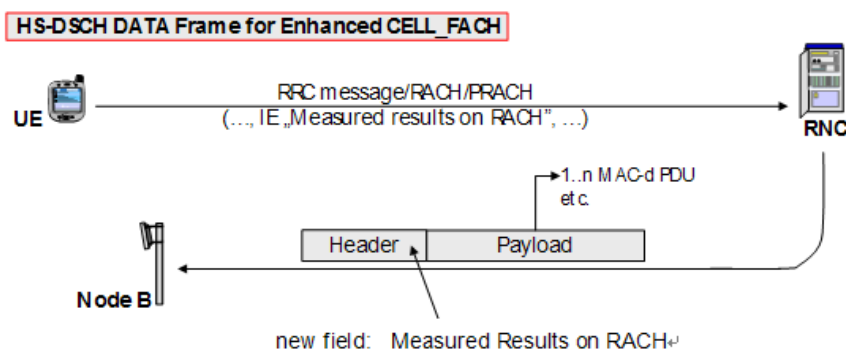 HS-DSCH DATA Frame for Enhanced CELL_FACH
RRC message/RACH/PRACH
UE
(..., IE „Measured results on RACH”, ...)
RNC
1..n MAC-d PDU
etc.
Header
Payload
Node B
new field: Measured Results on RACH↵